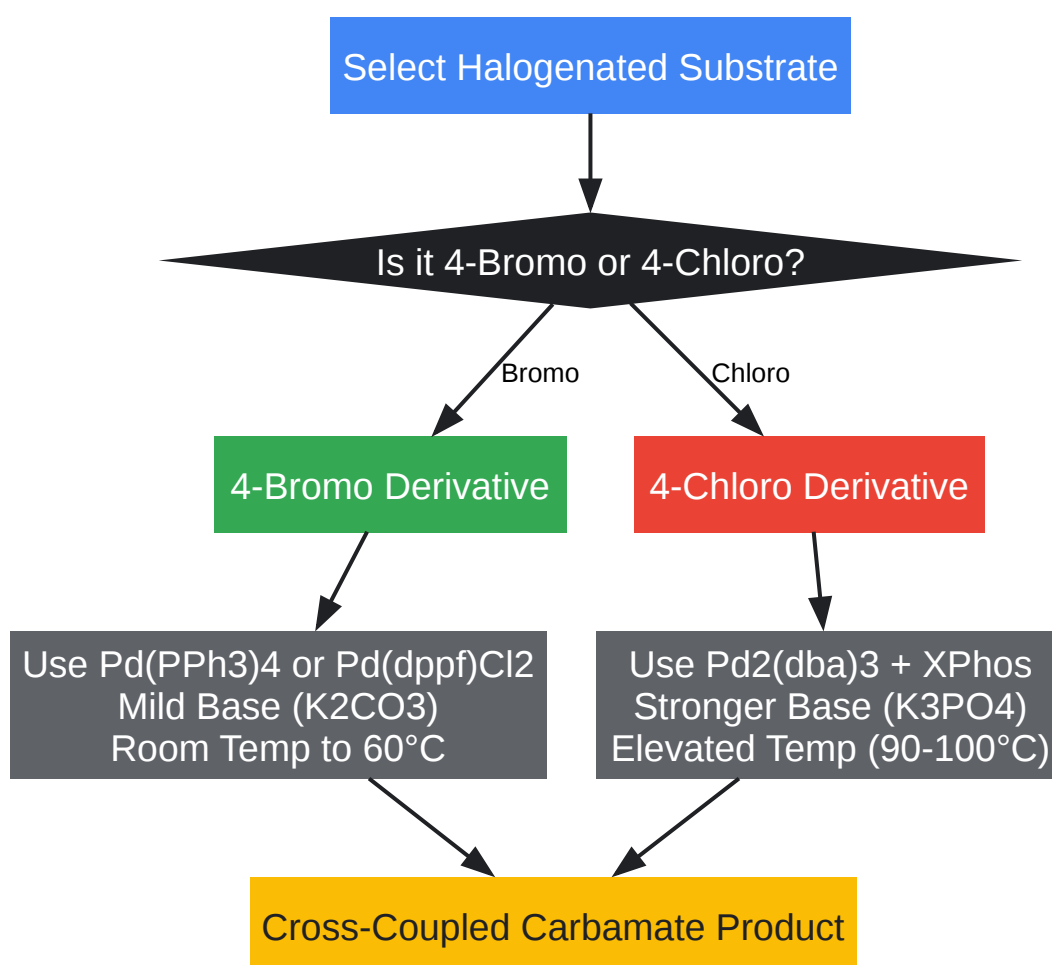 Select Halogenated Substrate
Is it 4-Bromo or 4-Chloro?
Bromo
Chloro
4-Bromo Derivative
4-Chloro Derivative
Use Pd(PPh3)4 or Pd(dppf)Cl2
Mild Base (K2CO3)
Room Temp to 60°C
Use Pd2(dba)3 + XPhos
Stronger Base (K3PO4)
Elevated Temp (90-100°C)
Cross-Coupled Carbamate Product